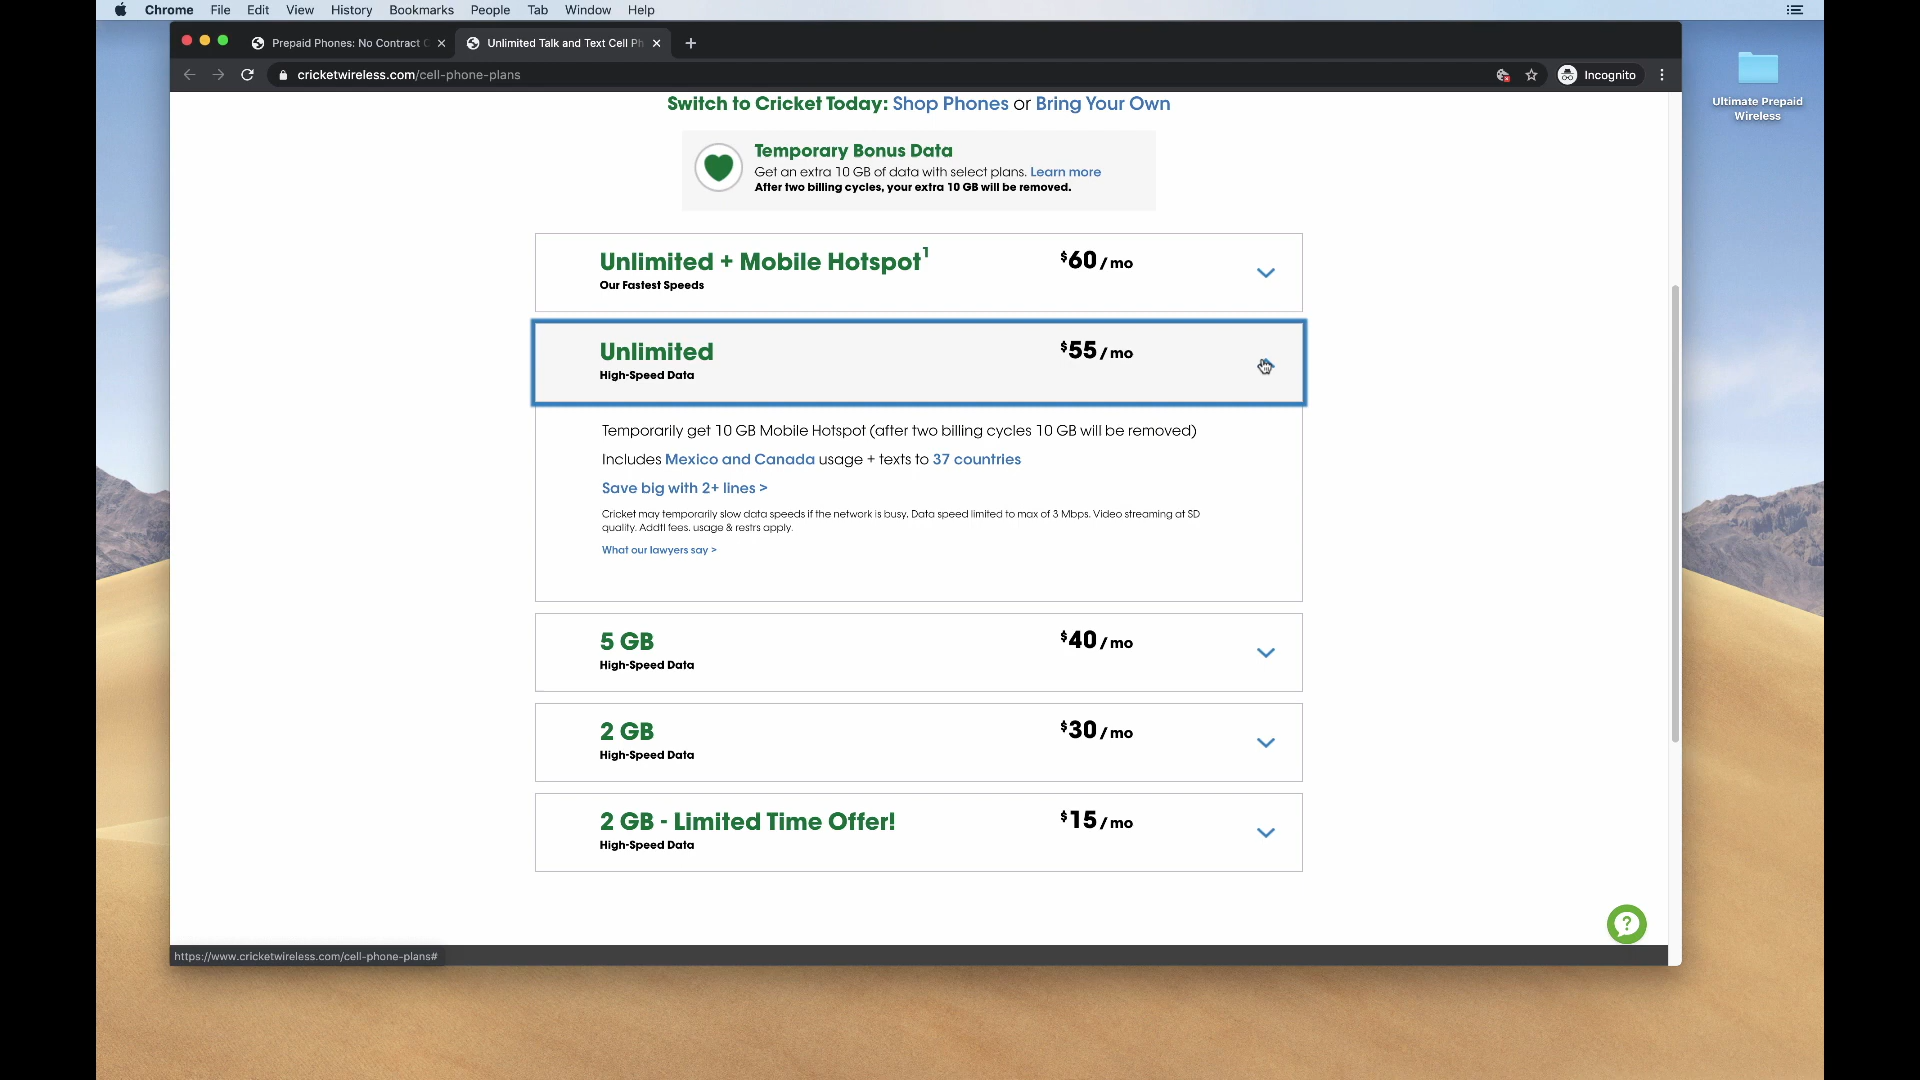 Chrome File Edit View History Bookmarks People Tab Window Help
Prepaid Phones: No Contract C
Unlimited Talk and Text Cell Ph
cricketwireless.com/cell-phone-plans
Incognito
Ultimate Prepaid
Wireless
Switch to Cricket Today: Shop Phones or Bring Your Own
Temporary Bonus Data
Get an extra 10 GB of data with select plans. Learn more
After two billing cycles, your extra 10 GB will be removed.
Unlimited + Mobile Hotspot1 $60/mo
Our Fastest Speeds
Unlimited $55/mo
High-Speed Data
Temporarily get 10 GB Mobile Hotspot (after two billing cycles 10 GB will be removed)
Includes Mexico and Canada usage + texts to 37 countries
Save big with 2+ lines >
Cricket may temporarily slow data speeds if the network is busy. Data speed limited to max of 3 Mbps. Video streaming at SD
quality. Addtl fees. usage & restrs apply.
What our lawyers say >
5 GB $40/mo
High-Speed Data
2 GB $30/mo
High-Speed Data
2 GB - Limited Time Offer! $15/mo
High-Speed Data
?
https://www.cricketwireless.com/cell-phone-plans#